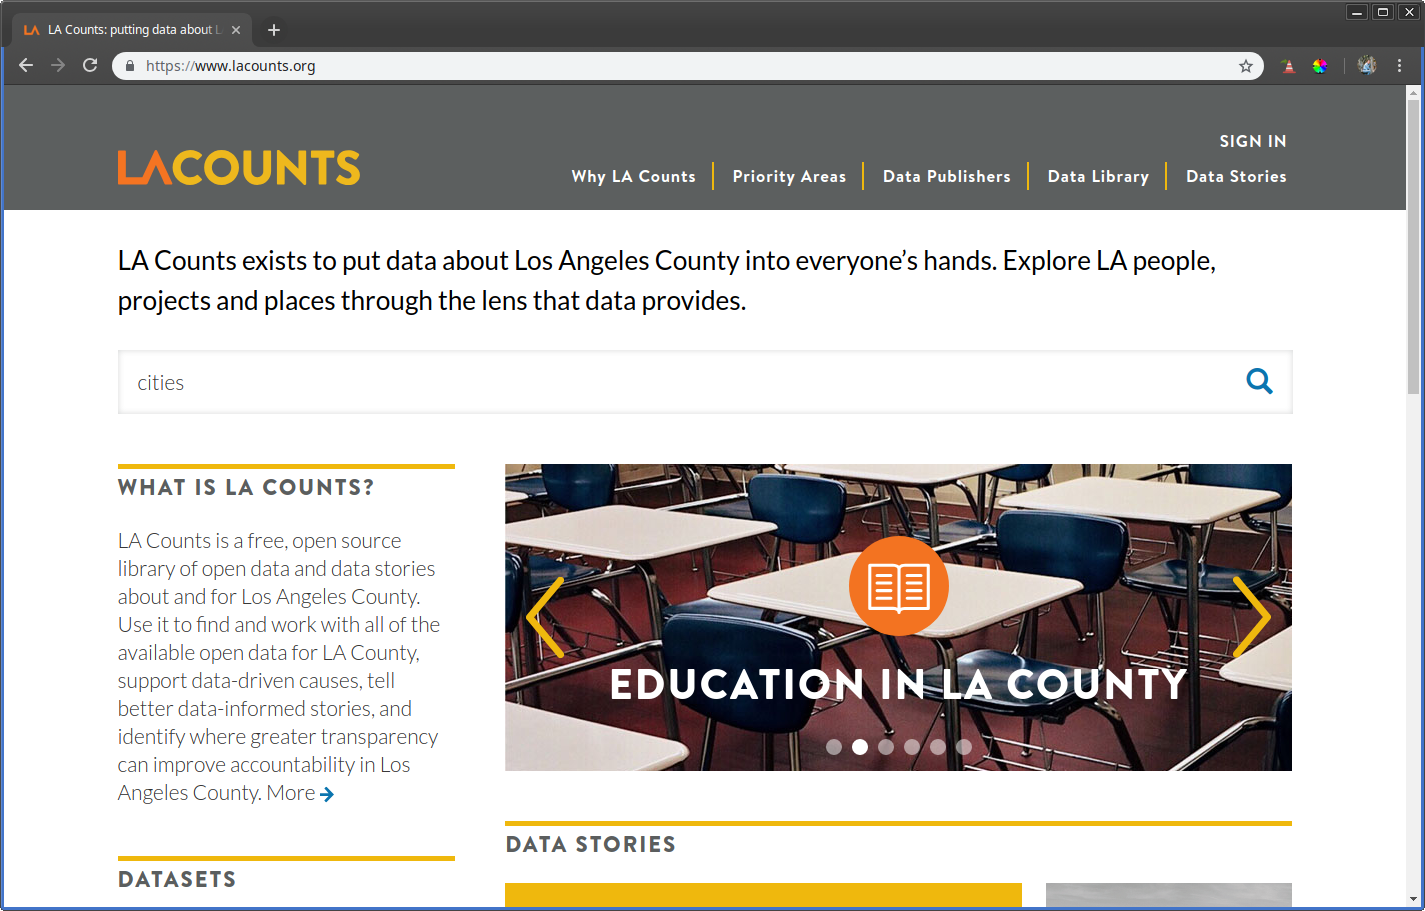 LA Counts: putting data about L
https://www.lacounts.org
SIGN IN
LACOUNTS
Why LA Counts
Priority Areas
Data Publishers
Data Library
Data Stories
LA Counts exists to put data about Los Angeles County into everyone’s hands. Explore LA people,
projects and places through the lens that data provides.
cities
WHAT IS LA COUNTS?
LA Counts is a free, open source
library of open data and data stories
about and for Los Angeles County.
Use it to find and work with all of the
available open data for LA County,
support data-driven causes, tell
better data-informed stories, and
identify where greater transparency
can improve accountability in Los
Angeles County. More
DATASETS
EDUCATION IN LA COUNTY
DATA STORIES